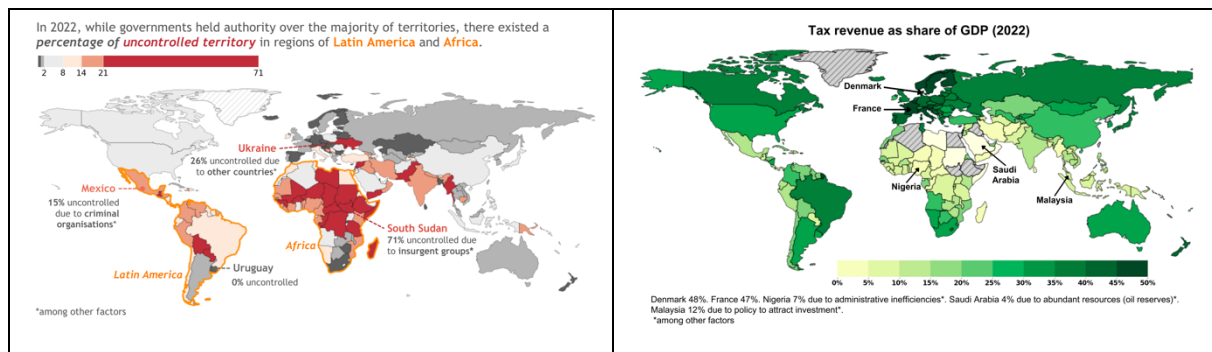 In 2022, while governments held authority over the majority of territories, there existed a
percentage of uncontrolled territory in regions of Latin America and Africa.
2 8 14 21 71
Ukraine
26% uncontrolled due
to other countries*
Mexico
15% uncontrolled
due to criminal
organisations*
South Sudan
71% uncontrolled due
to insurgent groups*
Africa
Latin America
Uruguay
0% uncontrolled
*among other factors
Tax revenue as share of GDP (2022)
Denmark
France
Nigeria
Saudi
Arabia
Malaysia
0% 5% 10% 15% 20% 25% 30% 35% 40% 45% 50%
Denmark 48%. France 47%. Nigeria 7% due to administrative inefficiencies*. Saudi Arabia 4% due to abundant resources (oil reserves)*.
Malaysia 12% due to policy to attract investment*.
*among other factors